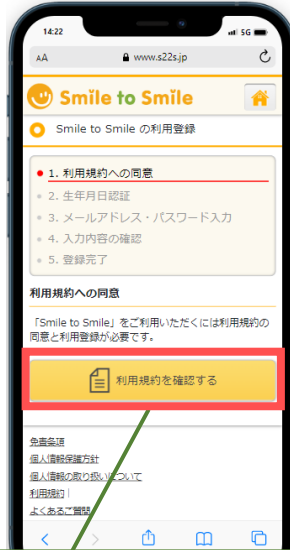 14:22
5G
AA
www.s22s.jp
Smile to Smile
Smile to Smile の利用登録
1. 利用規約への同意
2. 生年月日認証
3. メールアドレス・パスワード入力
4. 入力内容の確認
5. 登録完了
利用規約への同意
「Smile to Smile」をご利用いただくには利用規約の
同意と利用登録が必要です。
利用規約を確認する
免責条項
個人情報保護方針
個人情報の取り扱いについて
利用規約
よくあるご質問